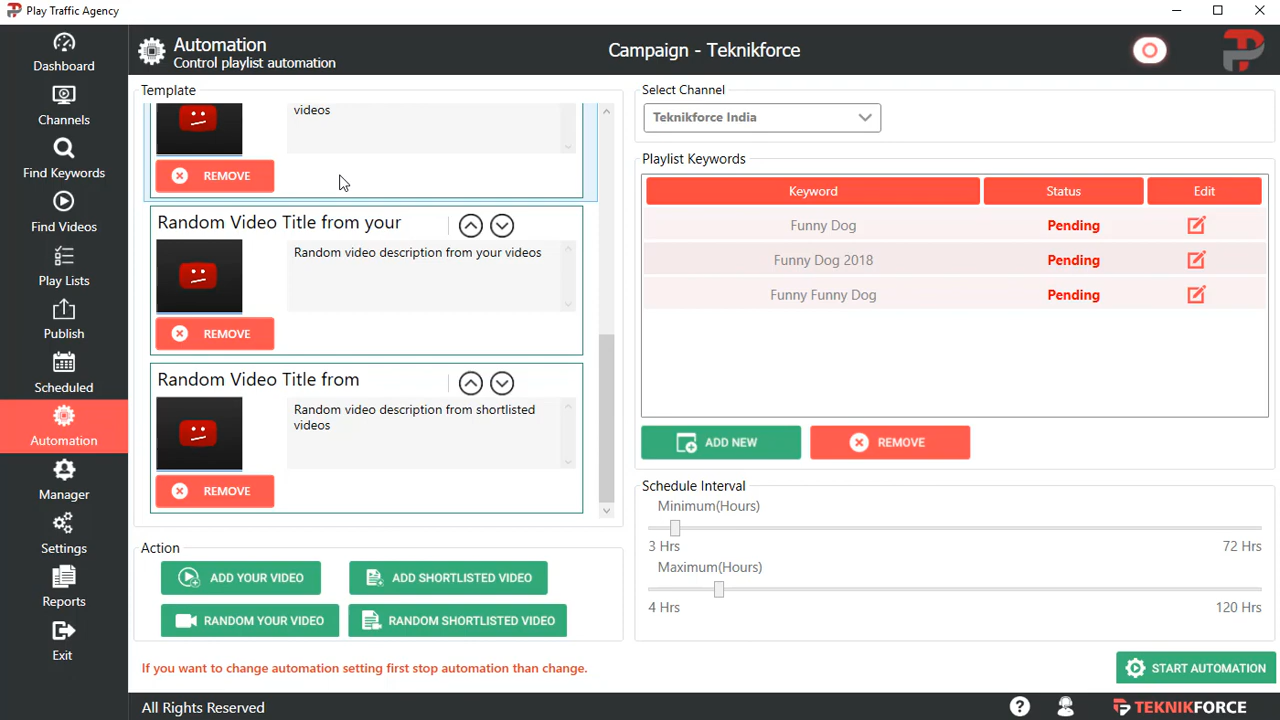 Play Traffic Agency
Dashboard
Channels
Find Keywords
Find Videos
Play Lists
Publish
Scheduled
Automation
Manager
Settings
Reports
Exit
Automation
Control playlist automation
Campaign - Teknikforce
Template
videos
REMOVE
Random Video Title from your
Random video description from your videos
REMOVE
Random Video Title from
Random video description from shortlisted
videos
REMOVE
Action
ADD YOUR VIDEO
ADD SHORTLISTED VIDEO
RANDOM YOUR VIDEO
RANDOM SHORTLISTED VIDEO
If you want to change automation setting first stop automation than change.
Select Channel
Teknikforce India
Playlist Keywords
Keyword Status Edit
Funny Dog Pending
Funny Dog 2018 Pending
Funny Funny Dog Pending
ADD NEW
REMOVE
Schedule Interval
Minimum(Hours)
3 Hrs 72 Hrs
Maximum(Hours)
4 Hrs 120 Hrs
START AUTOMATION
All Rights Reserved
?
TEKNIKFORCE